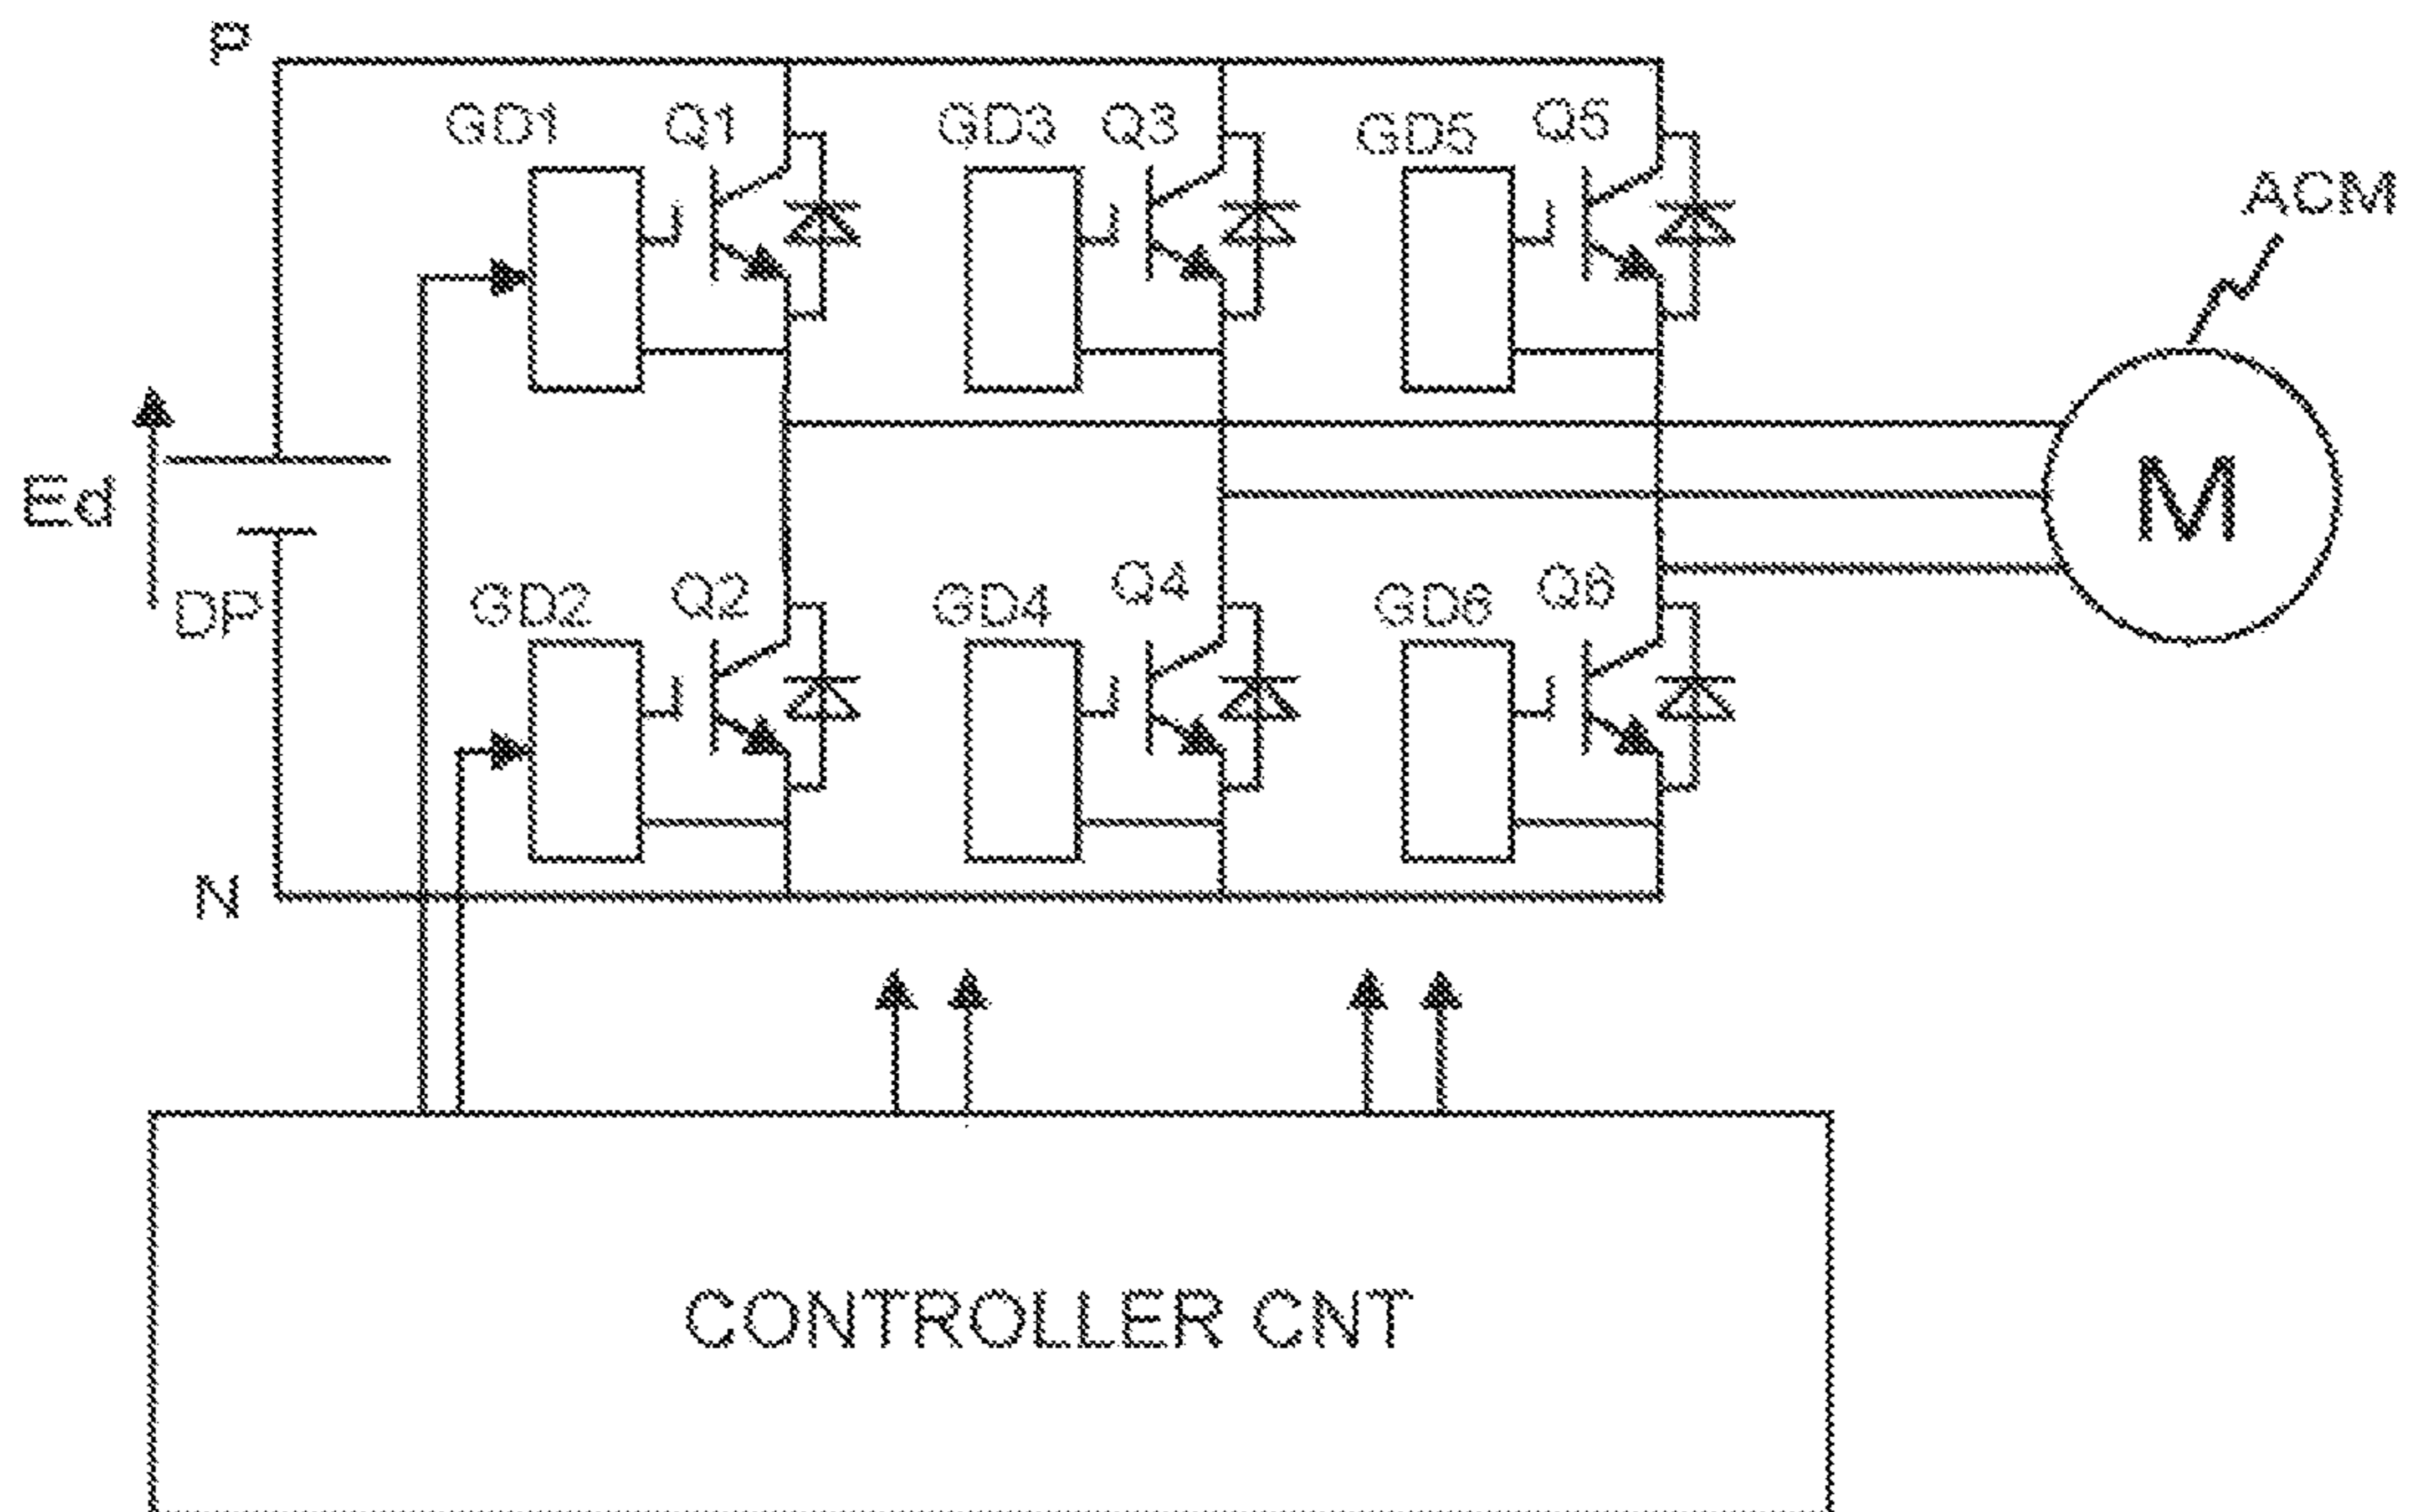 P
GD1 Q1 GD3 Q3 GD5 Q5
ACM
Ed
M
DP
GD2 Q2 GD4 Q4 GD6 Q6
N
CONTROLLER CNT